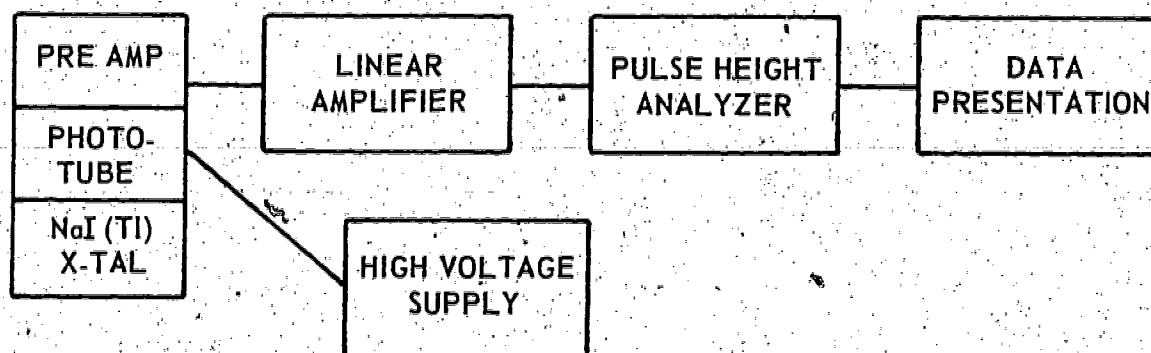 PRE AMP
PHOTO-
TUBE
NaI (Tl)
X-TAL
LINEAR
AMPLIFIER
PULSE HEIGHT
ANALYZER
DATA
PRESENTATION
HIGH VOLTAGE
SUPPLY